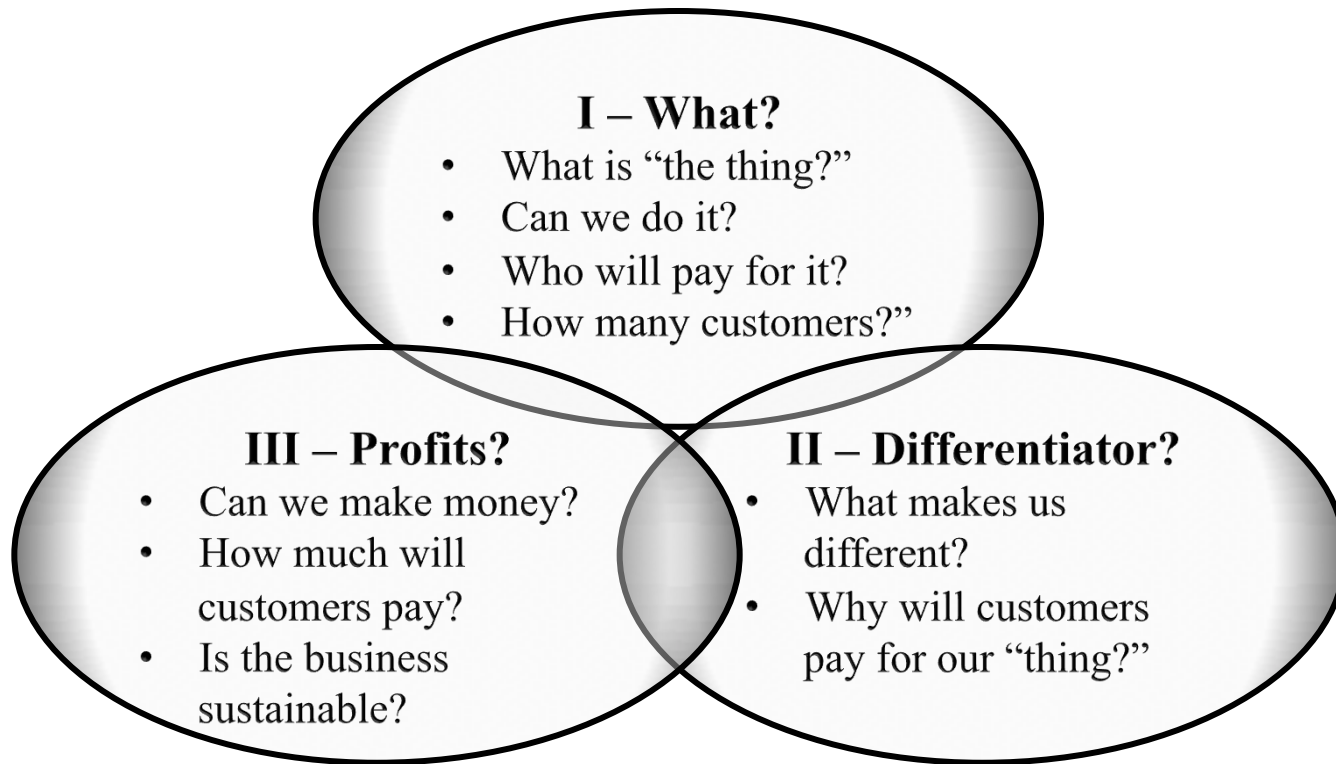 I – What?
• What is “the thing?”
• Can we do it?
• Who will pay for it?
• How many customers?”
III – Profits?
• Can we make money?
• How much will
customers pay?
• Is the business
sustainable?
II – Differentiator?
• What makes us
different?
• Why will customers
pay for our “thing?”